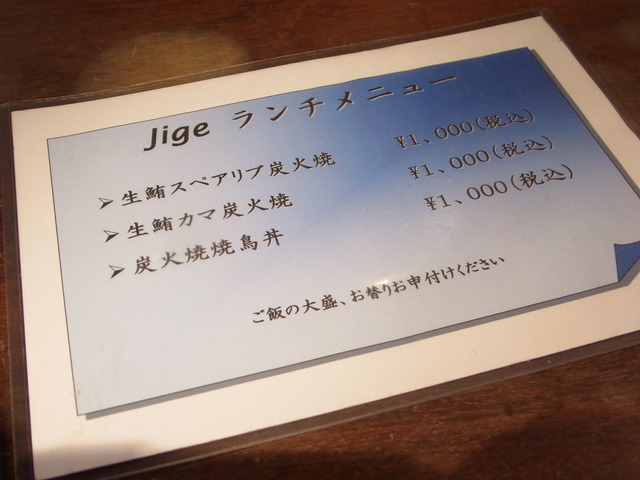 Jige ランチメニュー
➢ 生鮪スペアリブ炭火焼 ¥1、000(税込)
➢ 生鮪カマ炭火焼 ¥1、000(税込)
➢ 炭火焼焼鳥丼 ¥1、000(税込)
ご飯の大盛、お替りお申付けください